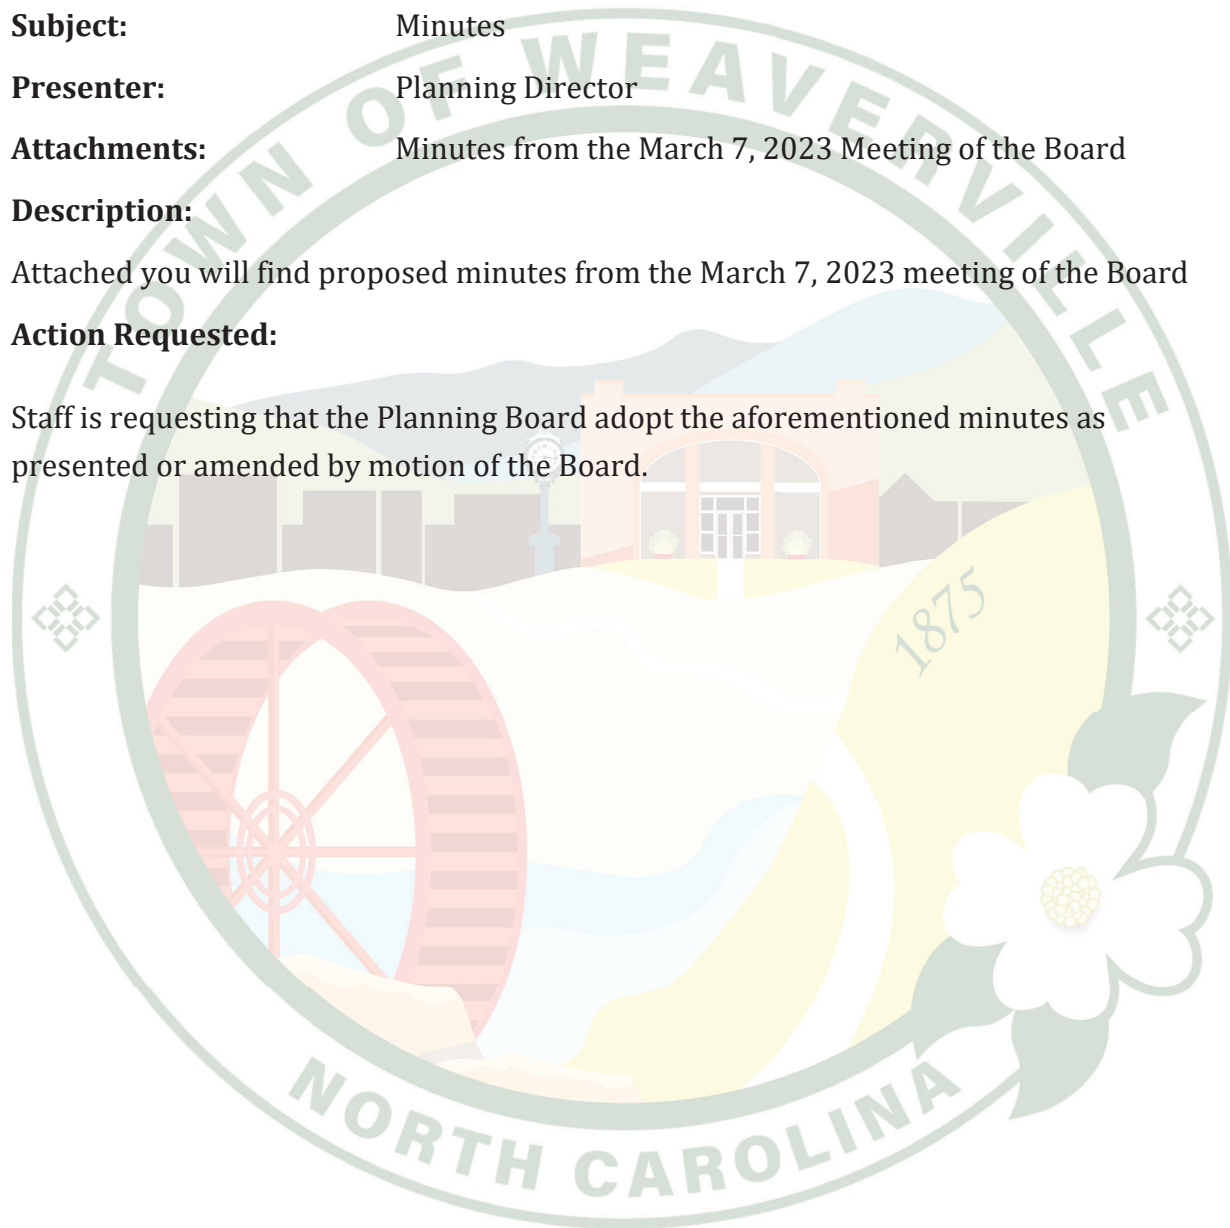 Subject: Minutes
Presenter: Planning Director
Attachments: Minutes from the March 7, 2023 Meeting of the Board
Description:
Attached you will find proposed minutes from the March 7, 2023 meeting of the Board
Action Requested:
Staff is requesting that the Planning Board adopt the aforementioned minutes as
presented or amended by motion of the Board.
TOWN OF WEAVERVILLE
1875
NORTH CAROLINA